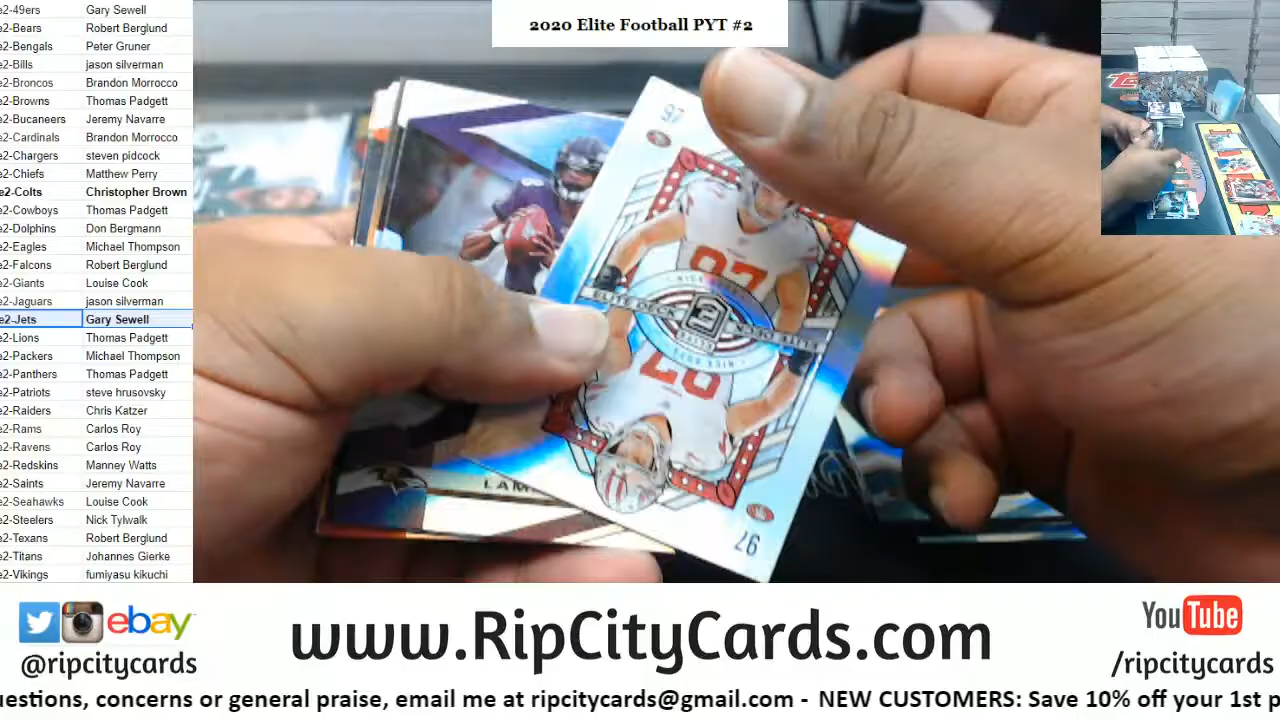 2020 Elite Football PYT #2
e2-49ers Gary Sewell
e2-Bears Robert Berglund
e2-Bengals Peter Gruner
e2-Bills jason silverman
e2-Broncos Brandon Morrocco
e2-Browns Thomas Padgett
e2-Bucaneers Jeremy Navarre
e2-Cardinals Brandon Morrocco
e2-Chargers steven pidcock
e2-Chiefs Matthew Perry
e2-Colts Christopher Brown
e2-Cowboys Thomas Padgett
e2-Dolphins Don Bergmann
e2-Eagles Michael Thompson
e2-Falcons Robert Berglund
e2-Giants Louise Cook
e2-Jaguars jason silverman
e2-Jets Gary Sewell
e2-Lions Thomas Padgett
e2-Packers Michael Thompson
e2-Panthers Thomas Padgett
e2-Patriots steve hrusovsky
e2-Raiders Chris Katzer
e2-Rams Carlos Roy
e2-Ravens Carlos Roy
e2-Redskins Manney Watts
e2-Saints Jeremy Navarre
e2-Seahawks Louise Cook
e2-Steelers Nick Tylwalk
e2-Texans Robert Berglund
e2-Titans Johannes Gierke
e2-Vikings fumiyasu kikuchi
97
97
ELITE DECK
NICK
97
LAM
ebay
@ripcitycards
www.RipCityCards.com
YouTube
/ripcitycards
uestions, concerns or general praise, email me at ripcitycards@gmail.com - NEW CUSTOMERS: Save 10% off your 1st p